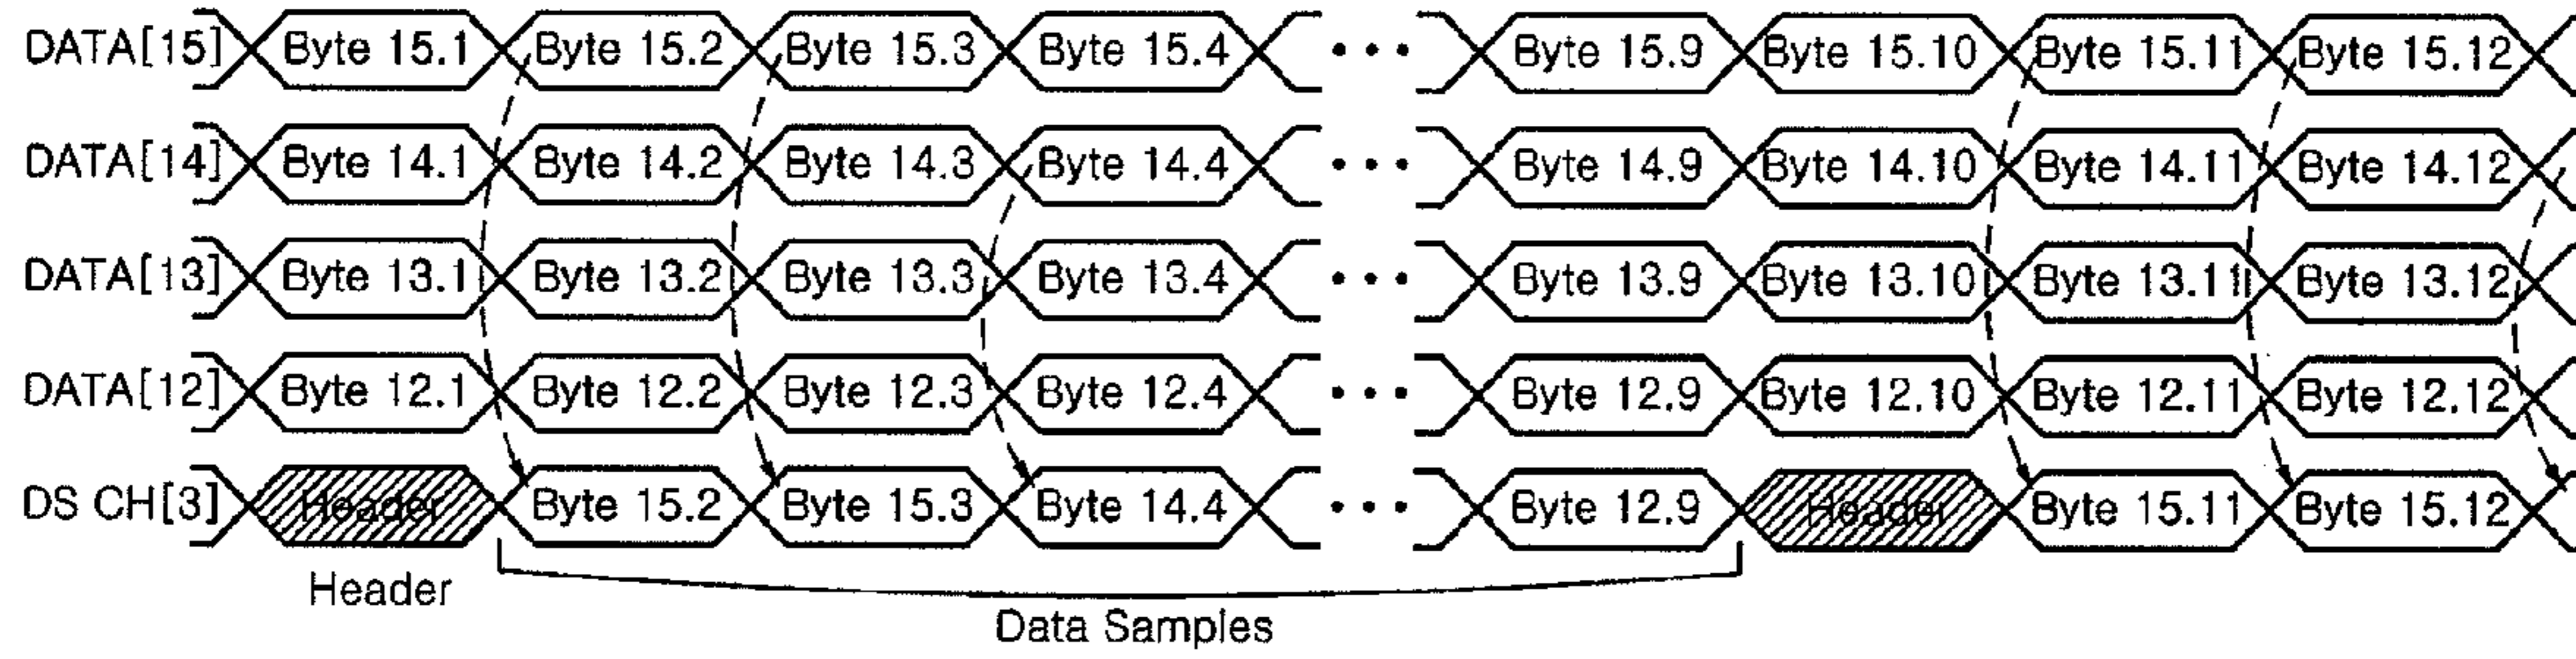 DATA[15] Byte 15.1 Byte 15.2 Byte 15.3 Byte 15.4 • • • Byte 15.9 Byte 15.10 Byte 15.11 Byte 15.12
DATA[14] Byte 14.1 Byte 14.2 Byte 14.3 Byte 14.4 • • • Byte 14.9 Byte 14.10 Byte 14.11 Byte 14.12
DATA[13] Byte 13.1 Byte 13.2 Byte 13.3 Byte 13.4 • • • Byte 13.9 Byte 13.10 Byte 13.11 Byte 13.12
DATA[12] Byte 12.1 Byte 12.2 Byte 12.3 Byte 12.4 • • • Byte 12.9 Byte 12.10 Byte 12.11 Byte 12.12
DS CH[3] Header Byte 15.2 Byte 15.3 Byte 14.4 • • • Byte 12.9 Header Byte 15.11 Byte 15.12
Header
Data Samples